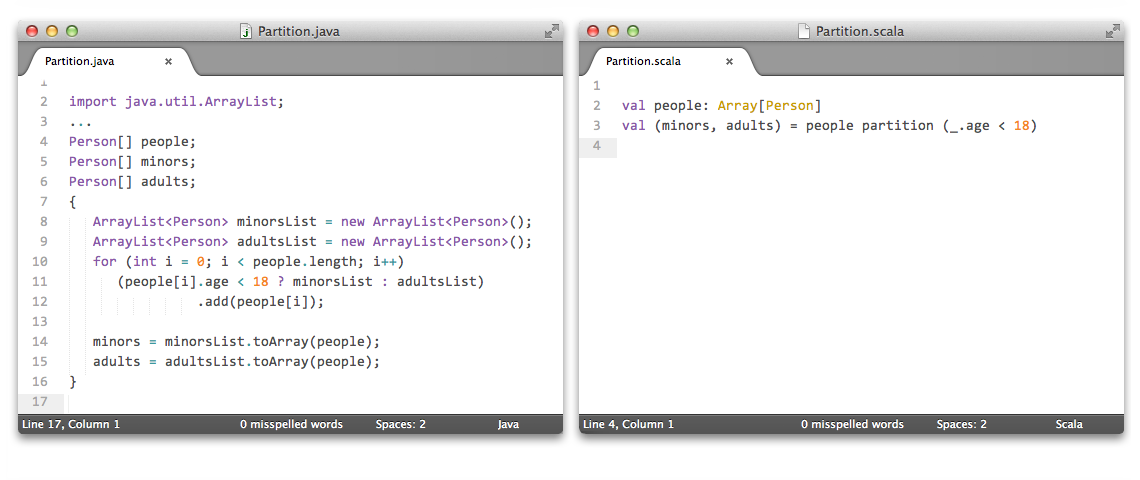 Partition.java
Partition.java ×
1
2 import java.util.ArrayList;
3 ...
4 Person[] people;
5 Person[] minors;
6 Person[] adults;
7 {
8 ArrayList<Person> minorsList = new ArrayList<Person>();
9 ArrayList<Person> adultsList = new ArrayList<Person>();
10 for (int i = 0; i < people.length; i++)
11 (people[i].age < 18 ? minorsList : adultsList)
12 .add(people[i]);
13
14 minors = minorsList.toArray(people);
15 adults = adultsList.toArray(people);
16 }
17
Line 17, Column 1 0 misspelled words Spaces: 2 Java
Partition.scala
Partition.scala ×
1
2 val people: Array[Person]
3 val (minors, adults) = people partition (_.age < 18)
4
Line 4, Column 1 0 misspelled words Spaces: 2 Scala